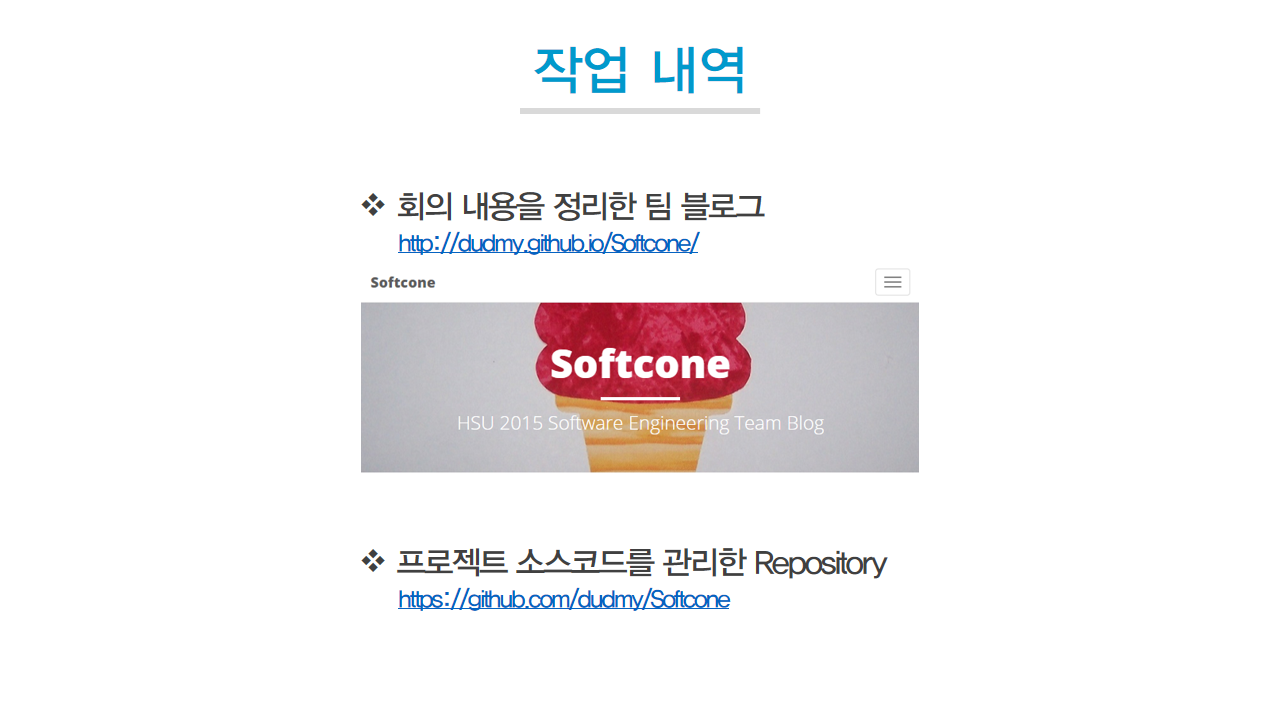 작업 내역
❖ 회의 내용을 정리한 팀 블로그
http://dudmy.github.io/Softcone/
Softcone
Softcone
HSU 2015 Software Engineering Team Blog
❖ 프로젝트 소스코드를 관리한 Repository
https://github.com/dudmy/Softcone